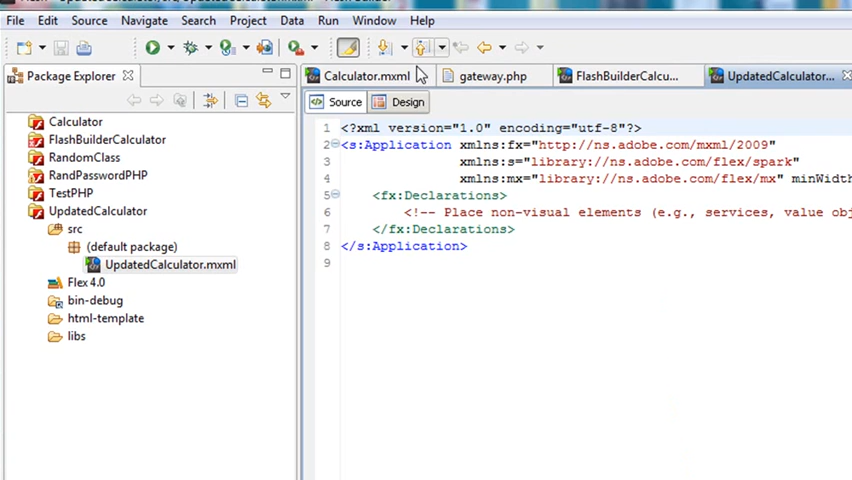 File Edit Source Navigate Search Project Data Run Window Help
Package Explorer
Calculator.mxml gateway.php FlashBuilderCalcu... UpdatedCalculator...
Source Design
Calculator
FlashBuilderCalculator
RandomClass
RandPasswordPHP
TestPHP
UpdatedCalculator
src
(default package)
UpdatedCalculator.mxml
Flex 4.0
bin-debug
html-template
libs
1 <?xml version="1.0" encoding="utf-8"?>
2 <s:Application xmlns:fx="http://ns.adobe.com/mxml/2009"
3 xmlns:s="library://ns.adobe.com/flex/spark"
4 xmlns:mx="library://ns.adobe.com/flex/mx" minWidth
5 <fx:Declarations>
6 <!-- Place non-visual elements (e.g., services, value obj
7 </fx:Declarations>
8 </s:Application>
9